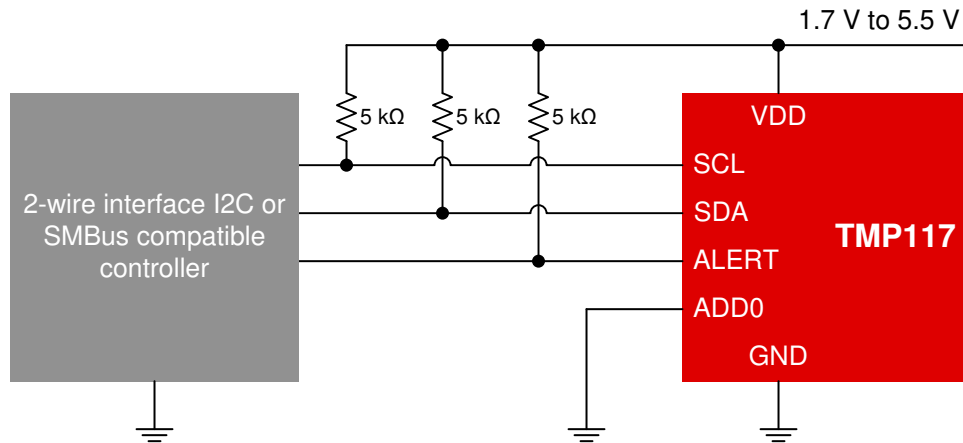 1.7 V to 5.5 V
5 kΩ
5 kΩ
5 kΩ
VDD
SCL
2-wire interface I2C or
SMBus compatible
controller
SDA
TMP117
ALERT
ADD0
GND